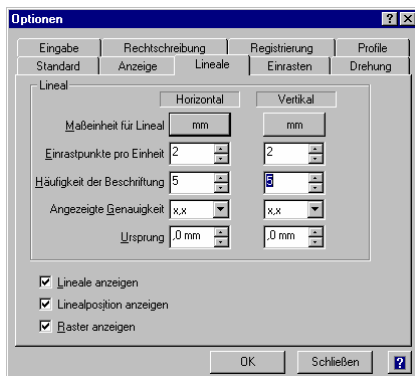 Optionen
Eingabe Rechtschreibung Registrierung Profile
Standard Anzeige Lineale Einrasten Drehung
Lineal
Horizontal Vertikal
Maßeinheit für Lineal mm mm
Einrastpunkte pro Einheit 2 2
Häufigkeit der Beschriftung 5 5
Angezeigte Genauigkeit x,x x,x
Ursprung ,0 mm ,0 mm
Lineale anzeigen
Linealposition anzeigen
Raster anzeigen
OK Schließen